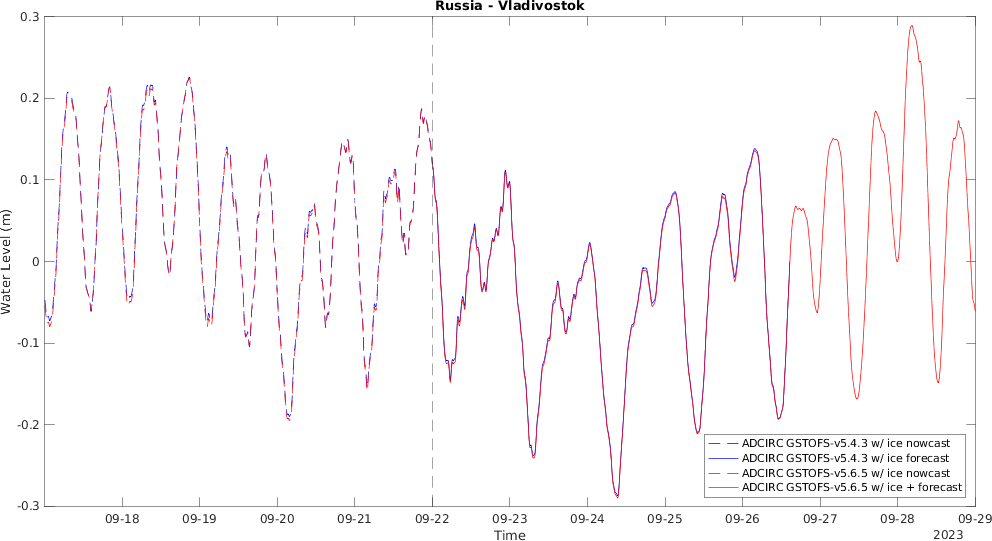 Russia - Vladivostok
Water Level (m)
0.3
0.2
0.1
0
-0.1
-0.2
-0.3
ADCIRC GSTOFS-v5.4.3 w/ ice nowcast
ADCIRC GSTOFS-v5.4.3 w/ ice forecast
ADCIRC GSTOFS-v5.6.5 w/ ice nowcast
ADCIRC GSTOFS-v5.6.5 w/ ice + forecast
09-18 09-19 09-20 09-21 09-22 09-23 09-24 09-25 09-26 09-27 09-28 09-29
Time
2023